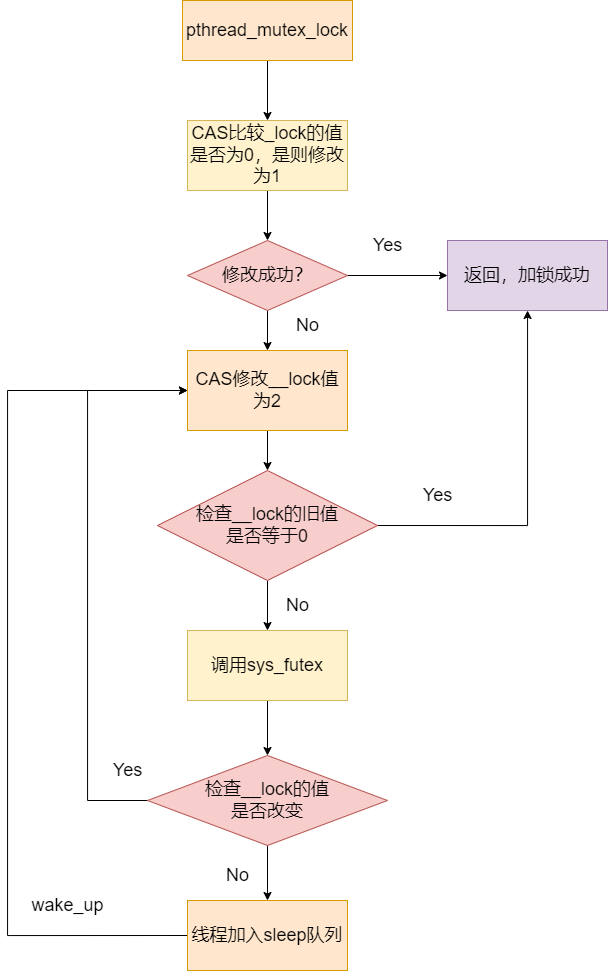 pthread_mutex_lock
CAS比较_lock的值
是否为0，是则修改
为1
修改成功?
Yes
返回，加锁成功
No
CAS修改__lock值
为2
检查__lock的旧值
是否等于0
Yes
No
调用sys_futex
检查__lock的值
是否改变
Yes
No
wake_up
线程加入sleep队列